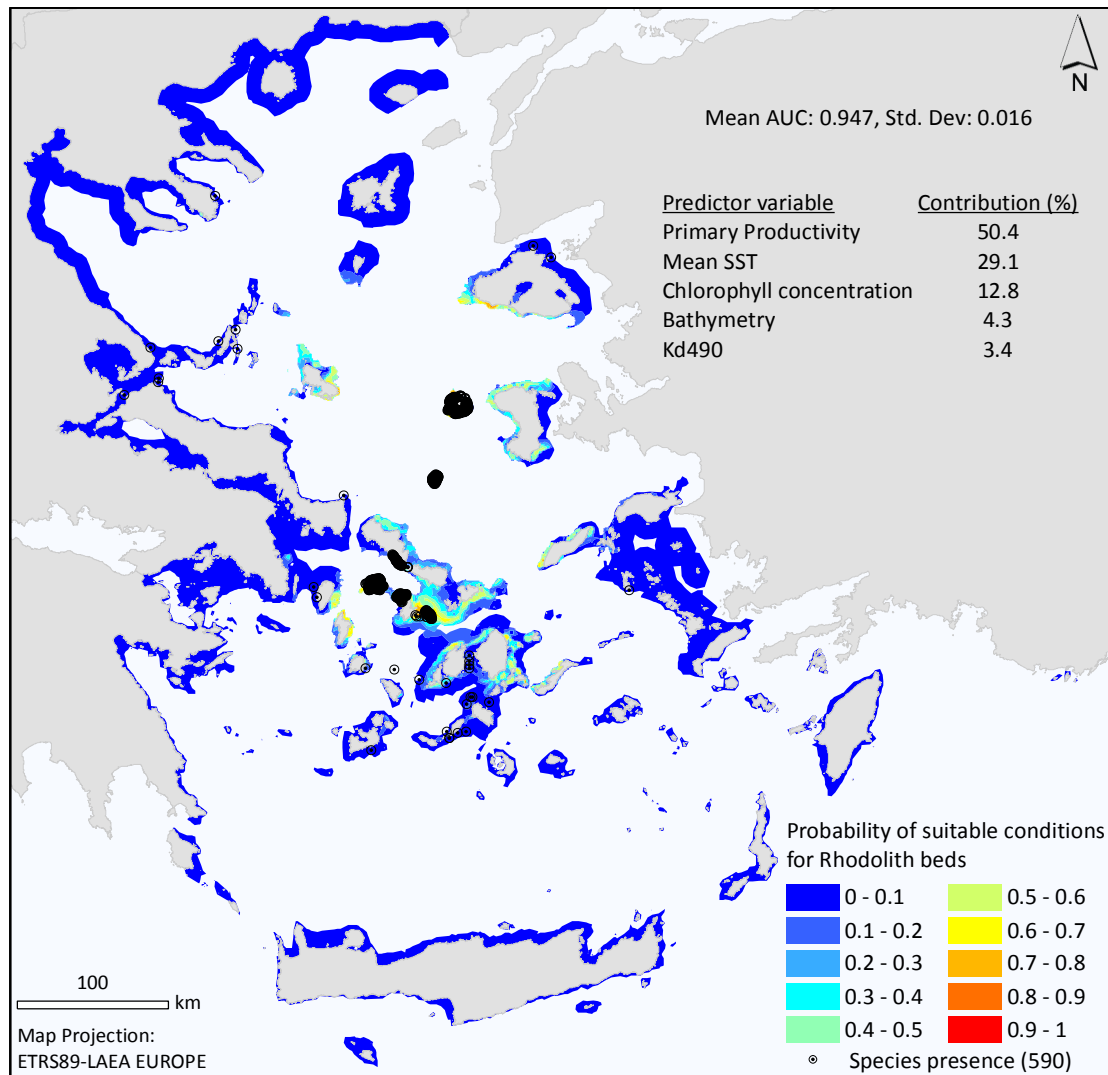 N
Mean AUC: 0.947, Std. Dev: 0.016
Predictor variable Contribution (%)
Primary Productivity 50.4
Mean SST 29.1
Chlorophyll concentration 12.8
Bathymetry 4.3
Kd490 3.4
Probability of suitable conditions
for Rhodolith beds
0 - 0.1 0.5 - 0.6
0.1 - 0.2 0.6 - 0.7
0.2 - 0.3 0.7 - 0.8
0.3 - 0.4 0.8 - 0.9
0.4 - 0.5 0.9 - 1
Species presence (590)
100
km
Map Projection:
ETRS89-LAEA EUROPE